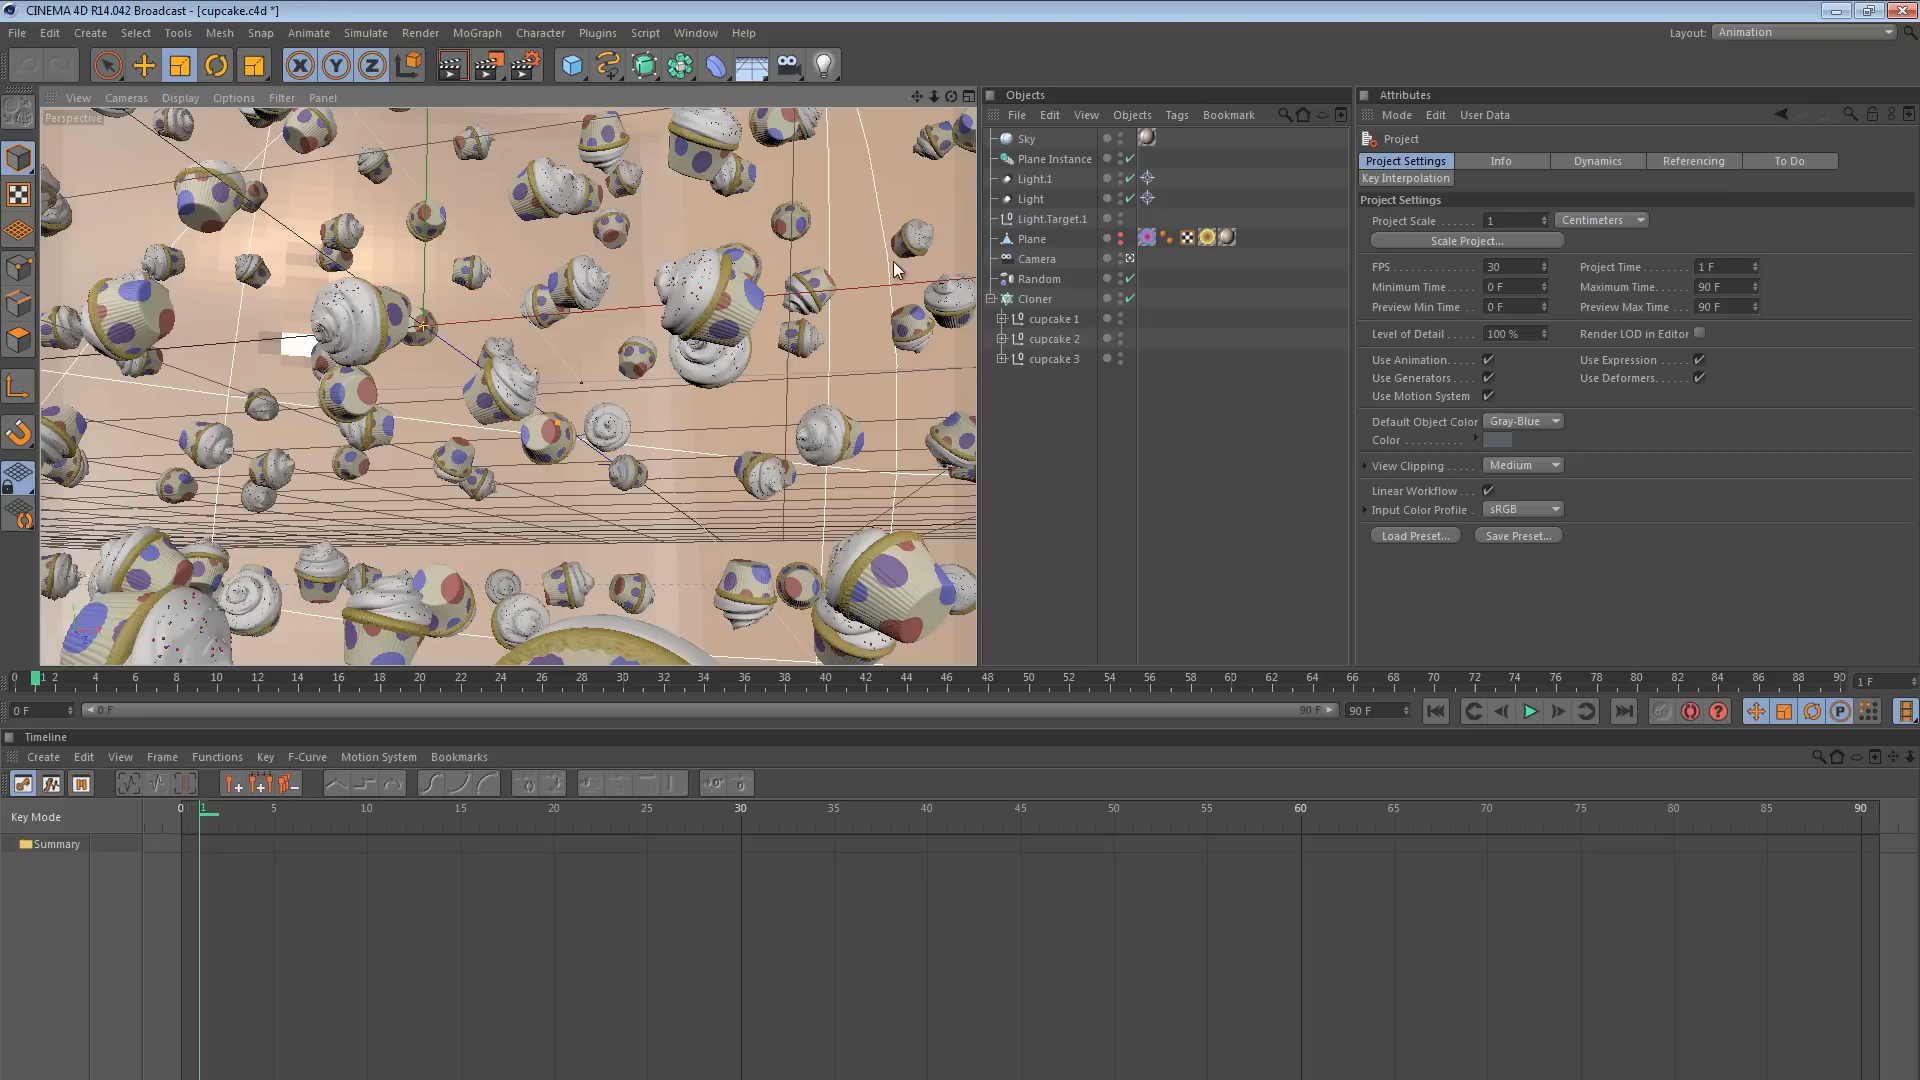 CINEMA 4D R14.042 Broadcast - [cupcake.c4d *]
File Edit Create Select Tools Mesh Snap Animate Simulate Render MoGraph Character Plugins Script Window Help Layout: Animation
View Cameras Display Options Filter Panel
Perspective
Objects
File Edit View Objects Tags Bookmark
Sky
Plane Instance
Light.1
Light
Light.Target.1
Plane
Camera
Random
Cloner
cupcake 1
cupcake 2
cupcake 3
Attributes
Mode Edit User Data
Project
Project Settings Info Dynamics Referencing To Do
Key Interpolation
Project Settings
Project Scale . . . . . . 1 Centimeters
Scale Project...
FPS . . . . . . . . . . . . . 30 Project Time . . . . . . . . 1 F
Minimum Time . . . . 0 F Maximum Time. . . . . . 90 F
Preview Min Time . . 0 F Preview Max Time . . . 90 F
Level of Detail . . . . . 100 % Render LOD in Editor
Use Animation. . . . Use Expression . . . . .
Use Generators . . . . Use Deformers. . . . . .
Use Motion System
Default Object Color Gray-Blue
Color . . . . . . . . . .
View Clipping . . . . . Medium
Linear Workflow . . .
Input Color Profile . sRGB
Load Preset... Save Preset...
0 1 2 4 6 8 10 12 14 16 18 20 22 24 26 28 30 32 34 36 38 40 42 44 46 48 50 52 54 56 58 60 62 64 66 68 70 72 74 76 78 80 82 84 86 88 90 1 F
0 F 0 F 90 F 90 F
Timeline
Create Edit View Frame Functions Key F-Curve Motion System Bookmarks
0 1 5 10 15 20 25 30 35 40 45 50 55 60 65 70 75 80 85 90
Key Mode
Summary